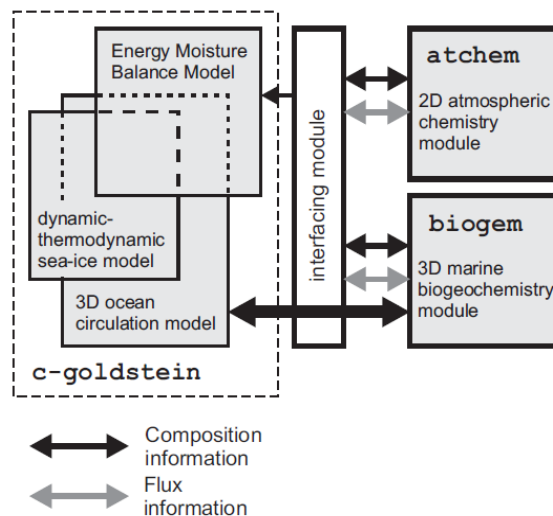 Energy Moisture
Balance Model
dynamic-
thermodynamic
sea-ice model
3D ocean
circulation model
c-goldstein
interfacing module
atchem
2D atmospheric
chemistry
module
biogem
3D marine
biogeochemistry
module
Composition
information
Flux
information